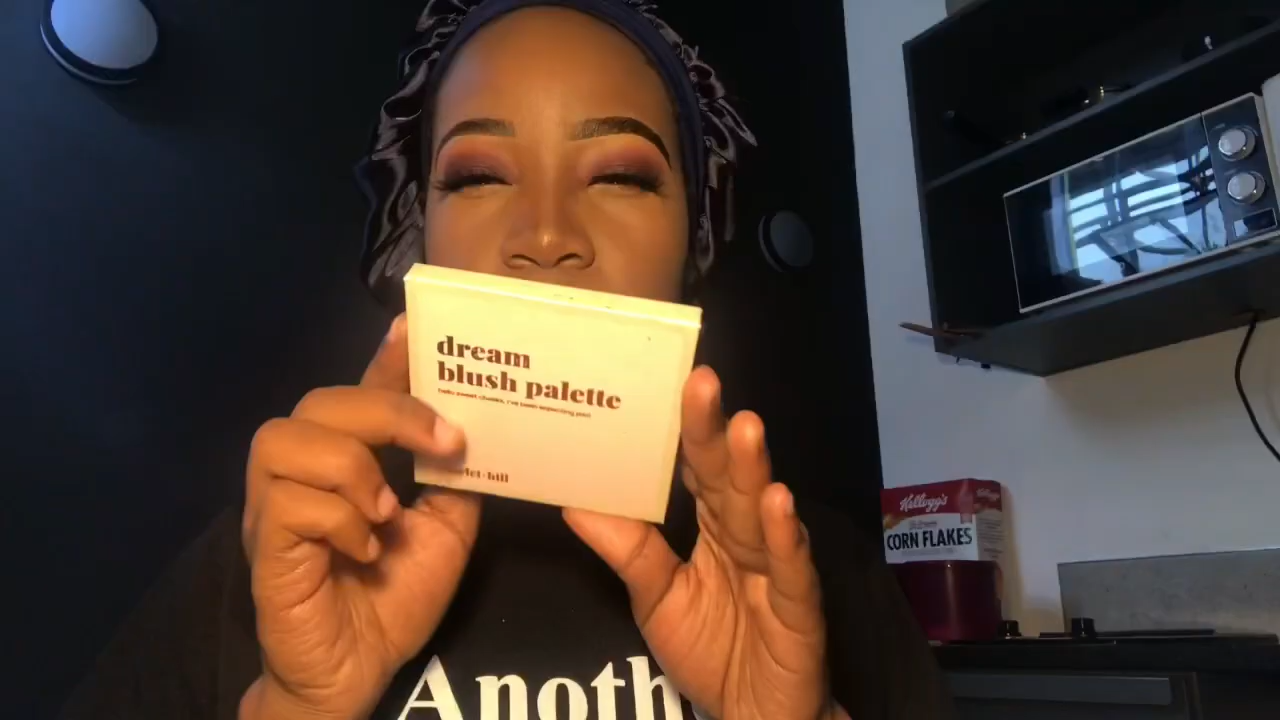 dream
blush palette
hello sweet cheeks, i've been expecting you!
Anoth
Kellogg's
CORN FLAKES